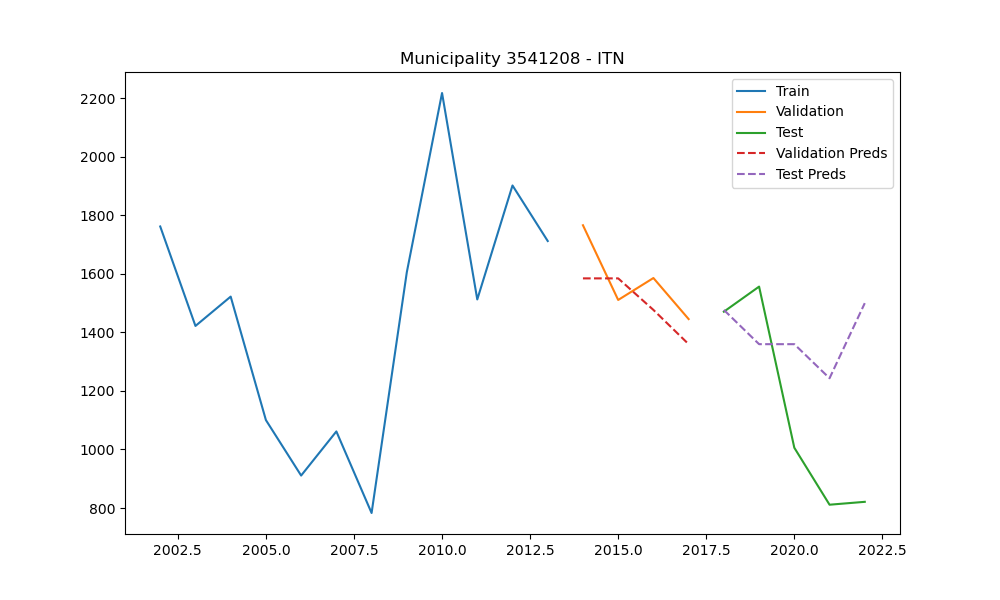 Municipality 3541208 - ITN
Train
Validation
Test
Validation Preds
Test Preds
2200
2000
1800
1600
1400
1200
1000
800
2002.5 2005.0 2007.5 2010.0 2012.5 2015.0 2017.5 2020.0 2022.5